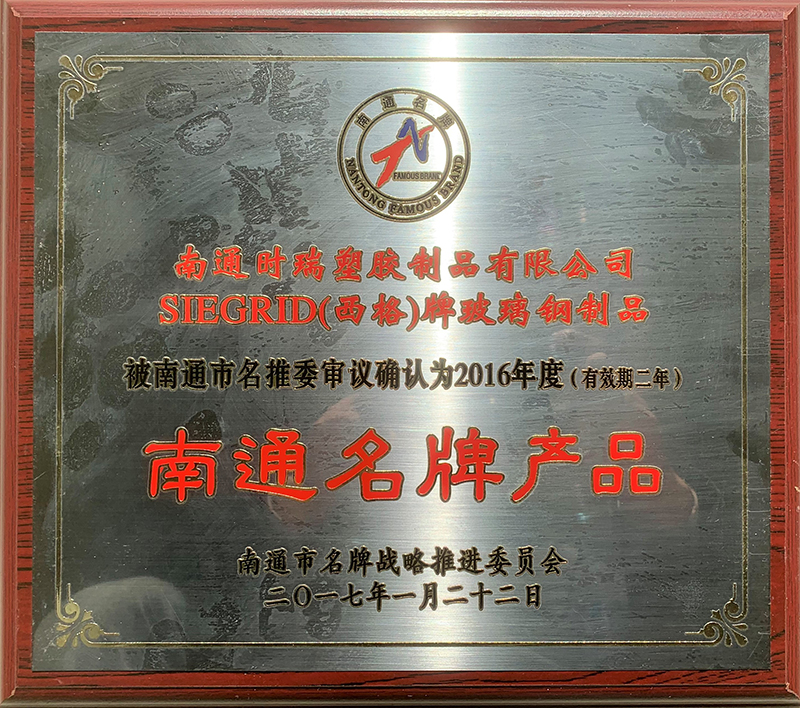 南通名牌
FAMOUS BRAND
NANTONG FAMOUS BRAND
南通时瑞塑胶制品有限公司
SIEGRID(西格)牌玻璃钢制品
被南通市名推委审议确认为2016年度(有效期二年)
南通名牌产品
南通市名牌战略推进委员会
二〇一七年一月二十二日